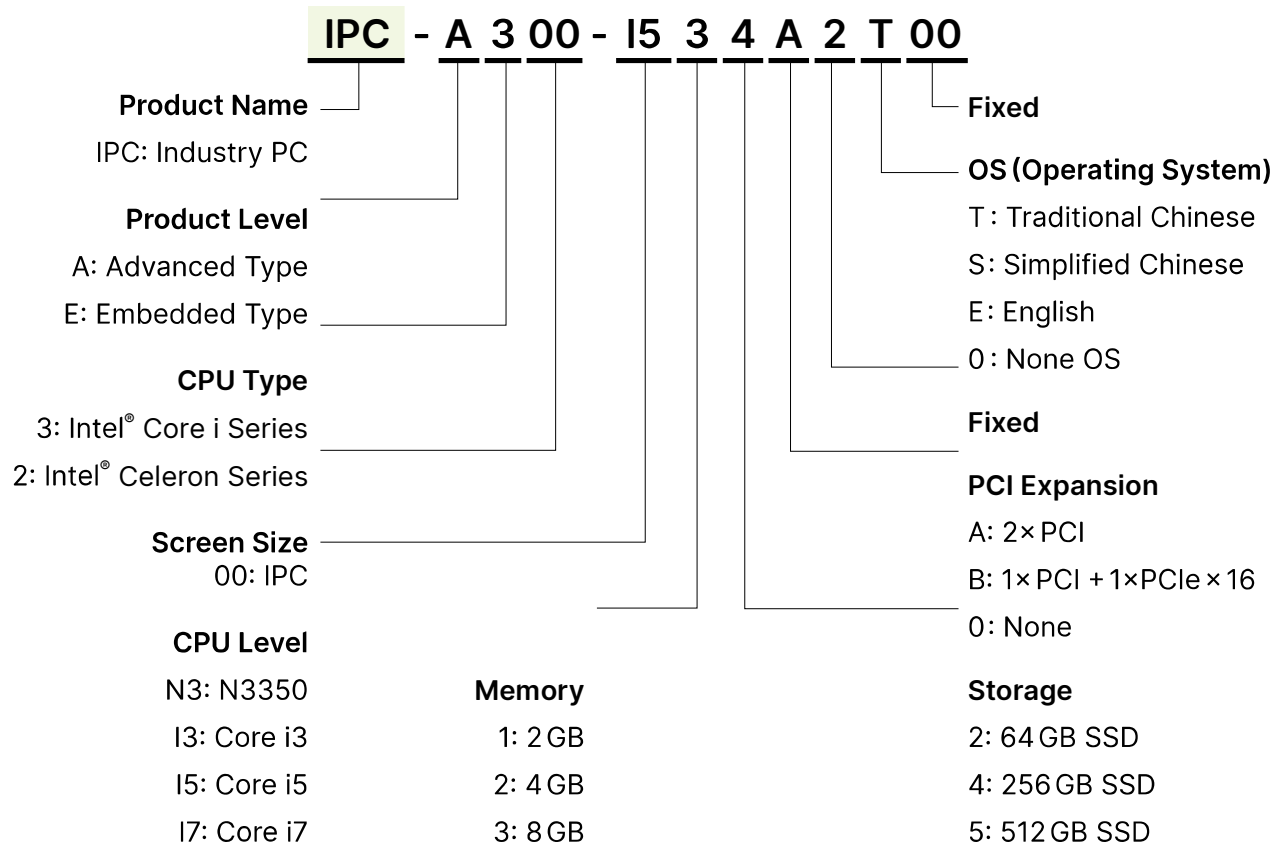 IPC - A 3 00 - I5 3 4 A 2 T 00
Product Name
IPC: Industry PC
Product Level
A: Advanced Type
E: Embedded Type
CPU Type
3: Intel® Core i Series
2: Intel® Celeron Series
Screen Size
00: IPC
CPU Level
N3: N3350
I3: Core i3
I5: Core i5
I7: Core i7
Memory
1: 2 GB
2: 4 GB
3: 8 GB
Fixed
OS (Operating System)
T: Traditional Chinese
S: Simplified Chinese
E: English
0: None OS
Fixed
PCI Expansion
A: 2×PCI
B: 1×PCI +1×PCIe×16
0: None
Storage
2: 64 GB SSD
4: 256 GB SSD
5: 512 GB SSD